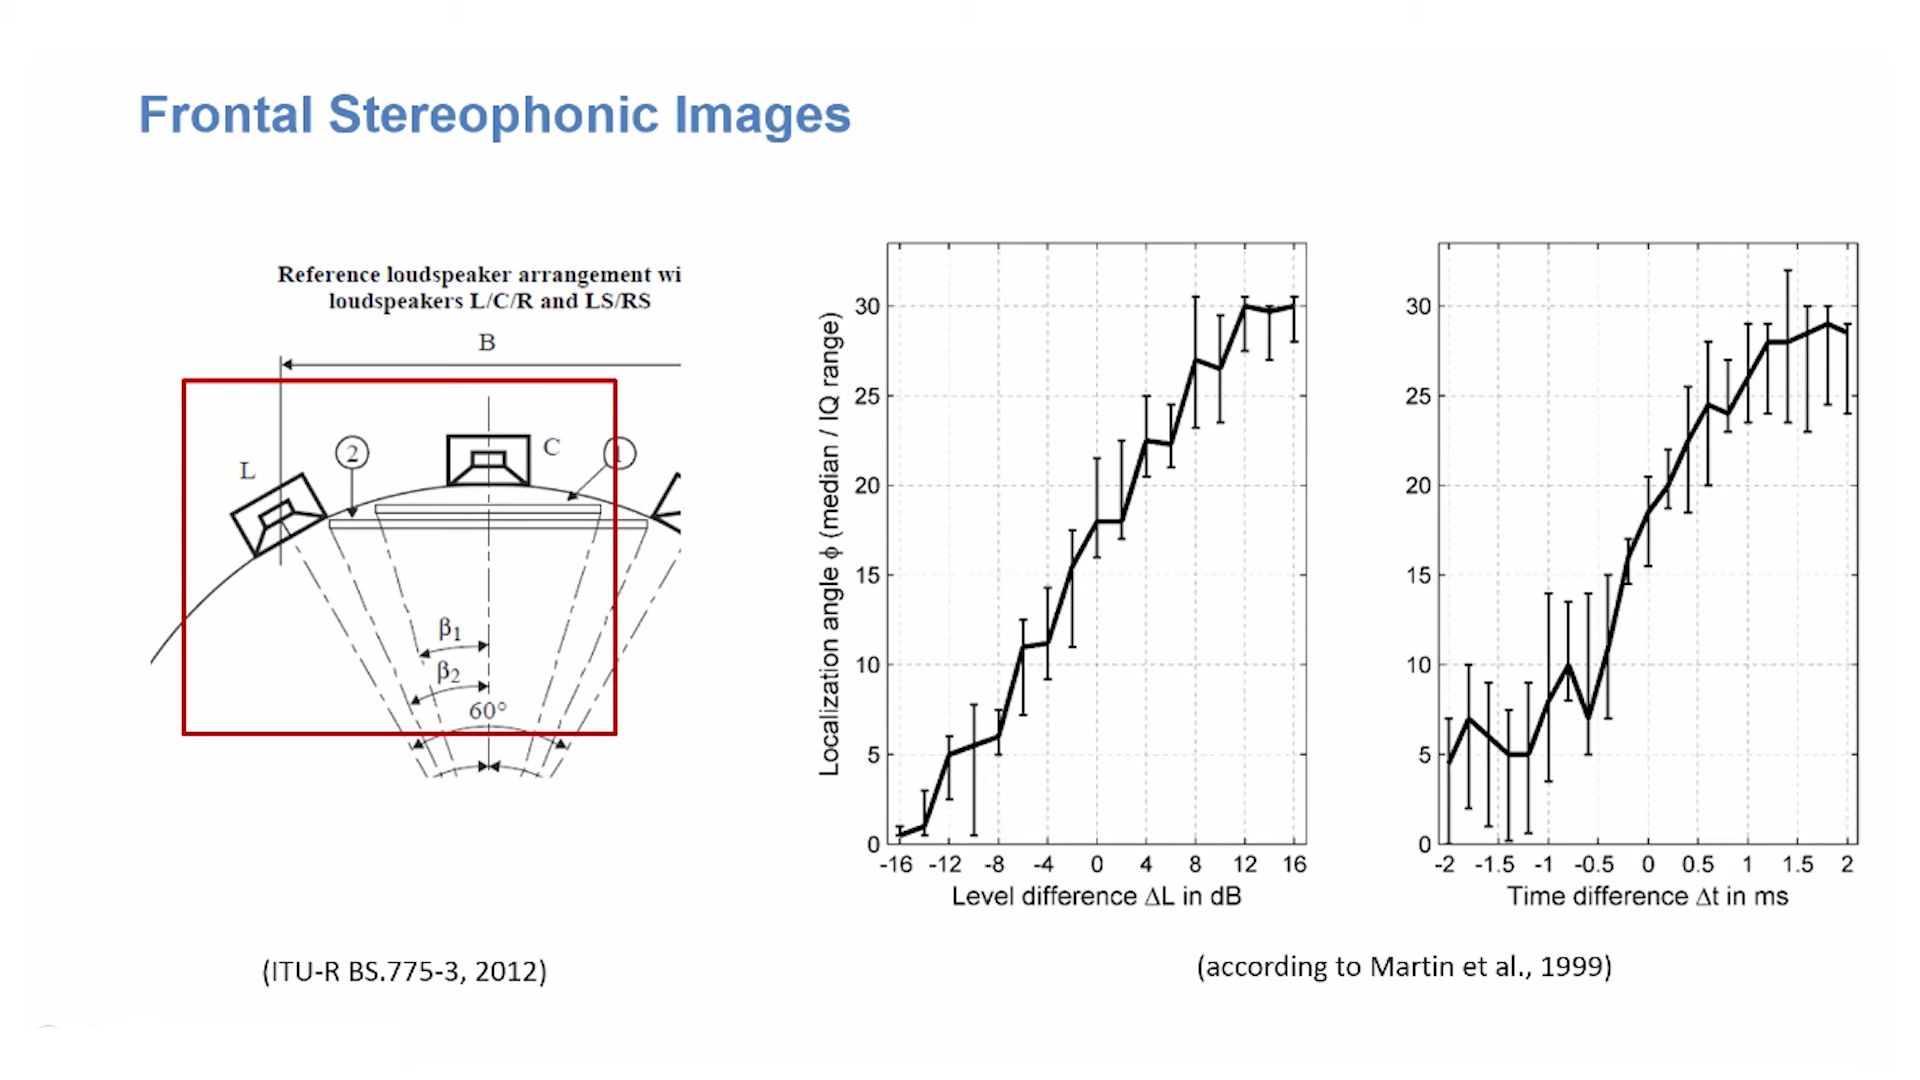 Frontal Stereophonic Images
Reference loudspeaker arrangement wi
loudspeakers L/C/R and LS/RS
B
L
2
C
1
β1
β2
60°
Localization angle ϕ (median / IQ range)
30
25
20
15
10
5
0
-16 -12 -8 -4 0 4 8 12 16
Level difference ΔL in dB
30
25
20
15
10
5
0
-2 -1.5 -1 -0.5 0 0.5 1 1.5 2
Time difference Δt in ms
(ITU-R BS.775-3, 2012)
(according to Martin et al., 1999)